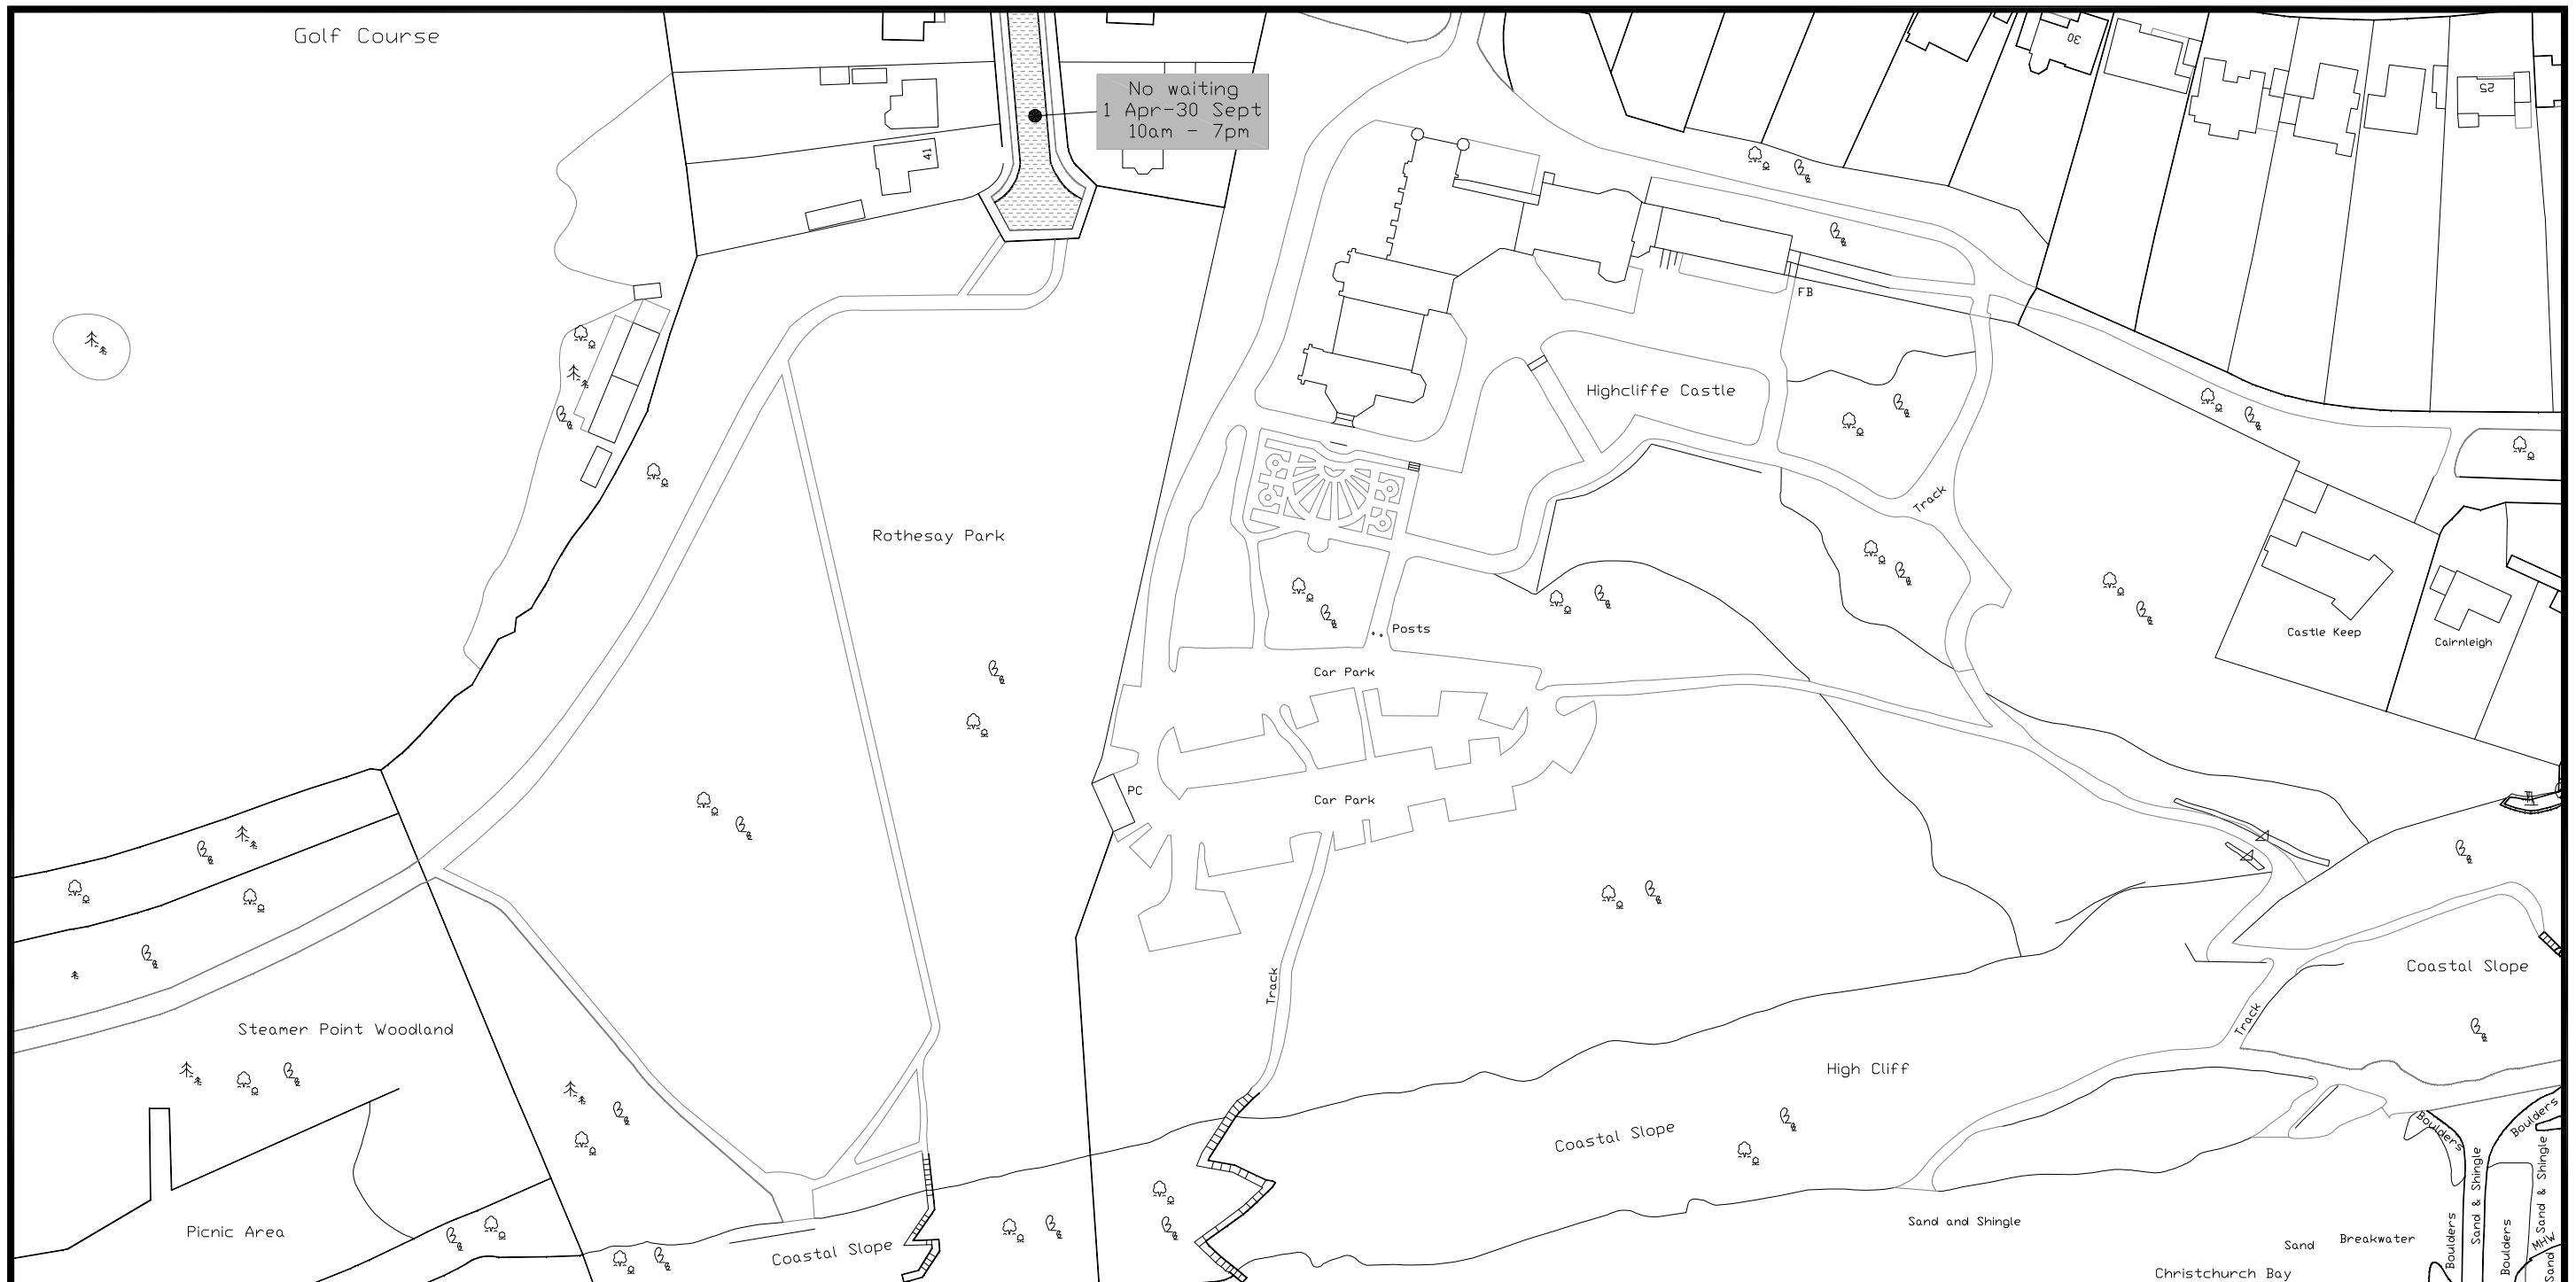 Golf Course
No waiting
1 Apr-30 Sept
10am - 7pm
30
25
41
FB
Highcliffe Castle
Track
Rothesay Park
Posts
Castle Keep
Cairnleigh
Car Park
PC
Car Park
Track
Coastal Slope
Track
Steamer Point Woodland
High Cliff
Boulders
Boulders
Coastal Slope
Sand & Shingle
Sand & Shingle
Picnic Area
Coastal Slope
Sand and Shingle
Sand
Breakwater
Boulders
Boulders
MHW
Sand
Christchurch Bay